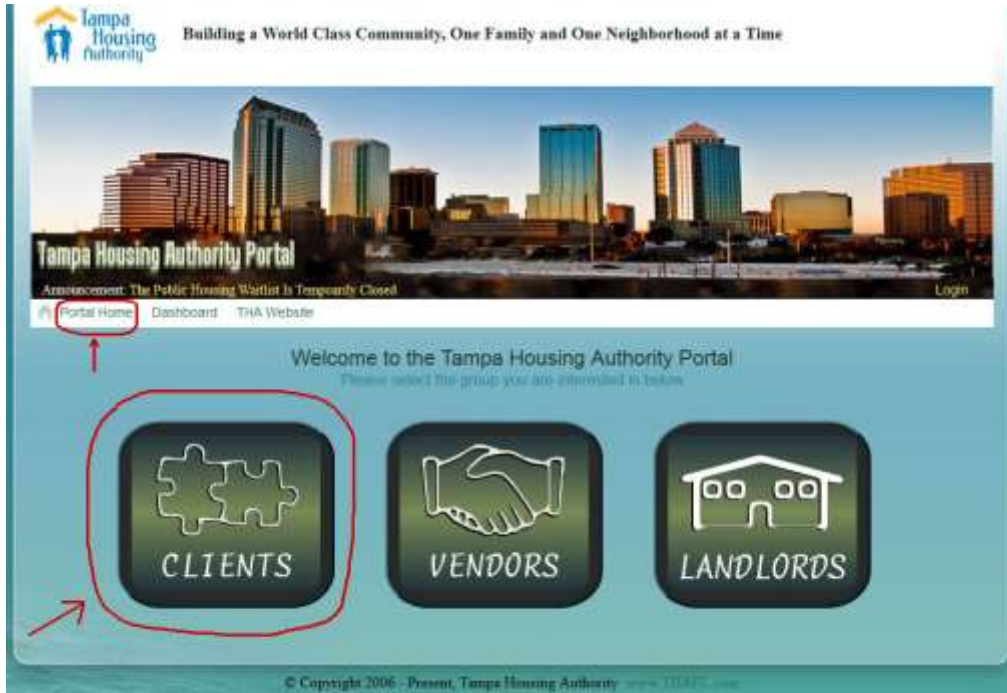 Tampa
Housing
Authority
Building a World Class Community, One Family and One Neighborhood at a Time
Tampa Housing Authority Portal
Announcement: The Public Housing Waitlist Is Temporarily Closed
Login
Portal Home Dashboard THA Website
Welcome to the Tampa Housing Authority Portal
Please select the group you are interested in below
CLIENTS
VENDORS
LANDLORDS
© Copyright 2006 - Present, Tampa Housing Authority